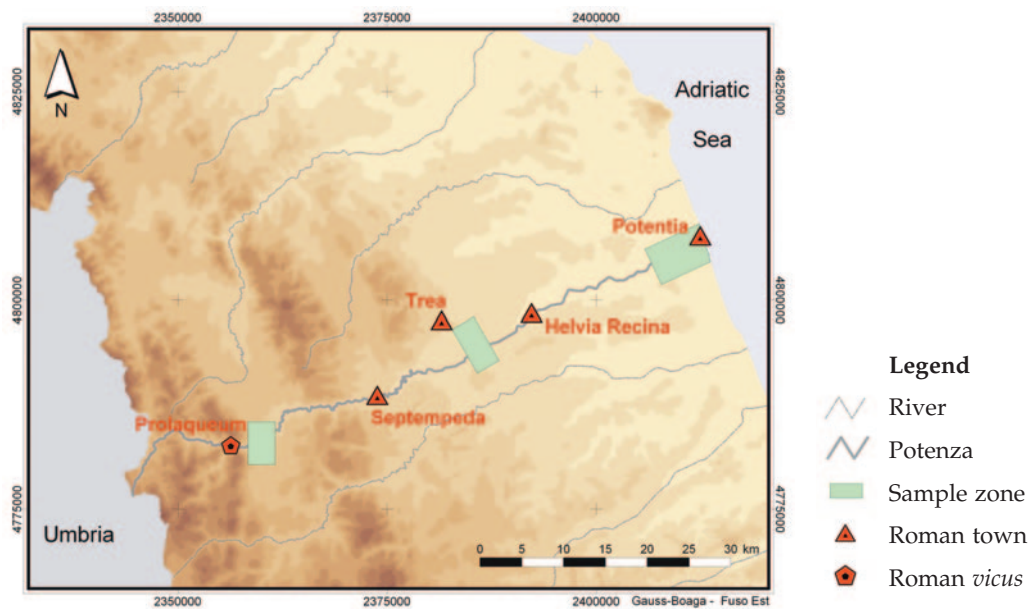 2350000 2375000 2400000
4825000 4825000
N
Adriatic
Sea
Potentia
4800000 4800000
Trea
Helvia Recina
Septempeda
Prolaqueum
4775000 4775000
Umbria
0 5 10 15 20 25 30 km
2350000 2375000 2400000 Gauss-Boaga - Fuso Est
Legend
River
Potenza
Sample zone
Roman town
Roman vicus